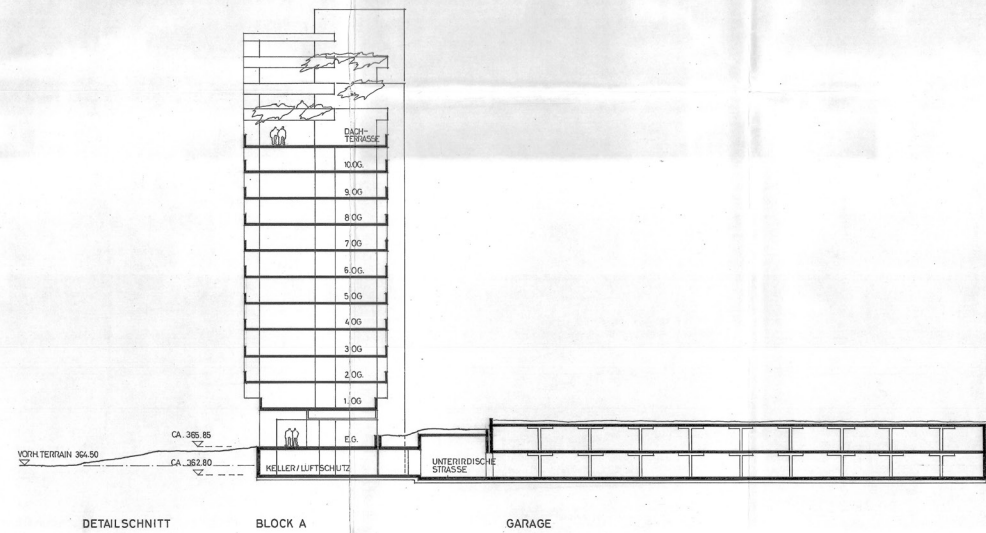 DACH-
TERRASSE
10.OG.
9.OG
8.OG
7.OG
6.OG.
5.OG
4.OG
3.OG
2.OG.
1.OG
E.G.
CA. 365.85
VORH. TERRAIN 364.50
CA. 362.80
KELLER / LUFTSCHUTZ
UNTERIRDISCHE
STRASSE
DETAILSCHNITT
BLOCK A
GARAGE